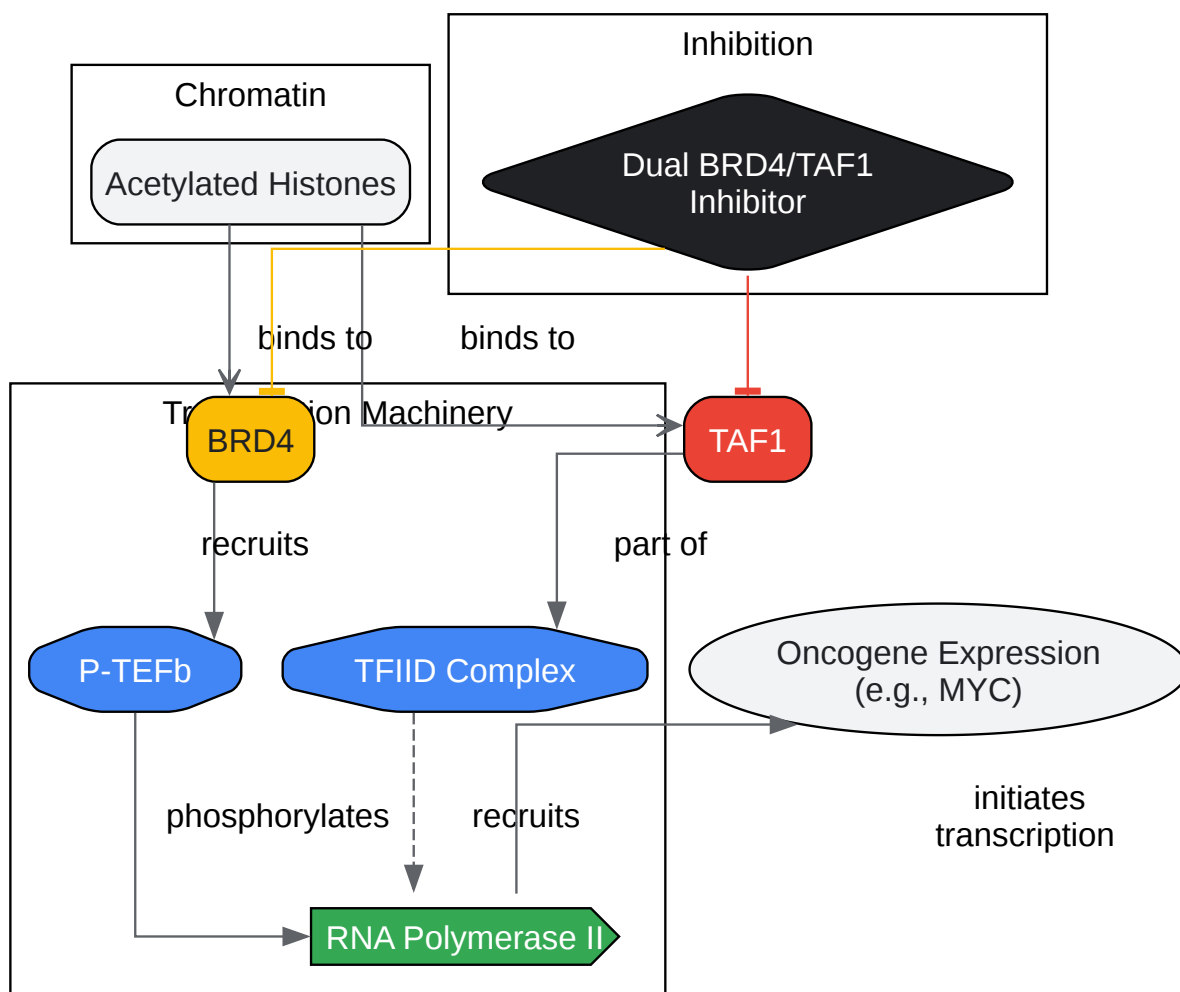 Inhibition
Chromatin
Dual BRD4/TAF1
Inhibitor
Acetylated Histones
binds to
binds to
Machinery
BRD4
TAF1
recruits
part of
Oncogene Expression
(e.g., MYC)
P-TEFb
TFIID Complex
initiates
transcription
phosphorylates
recruits
RNA Polymerase II